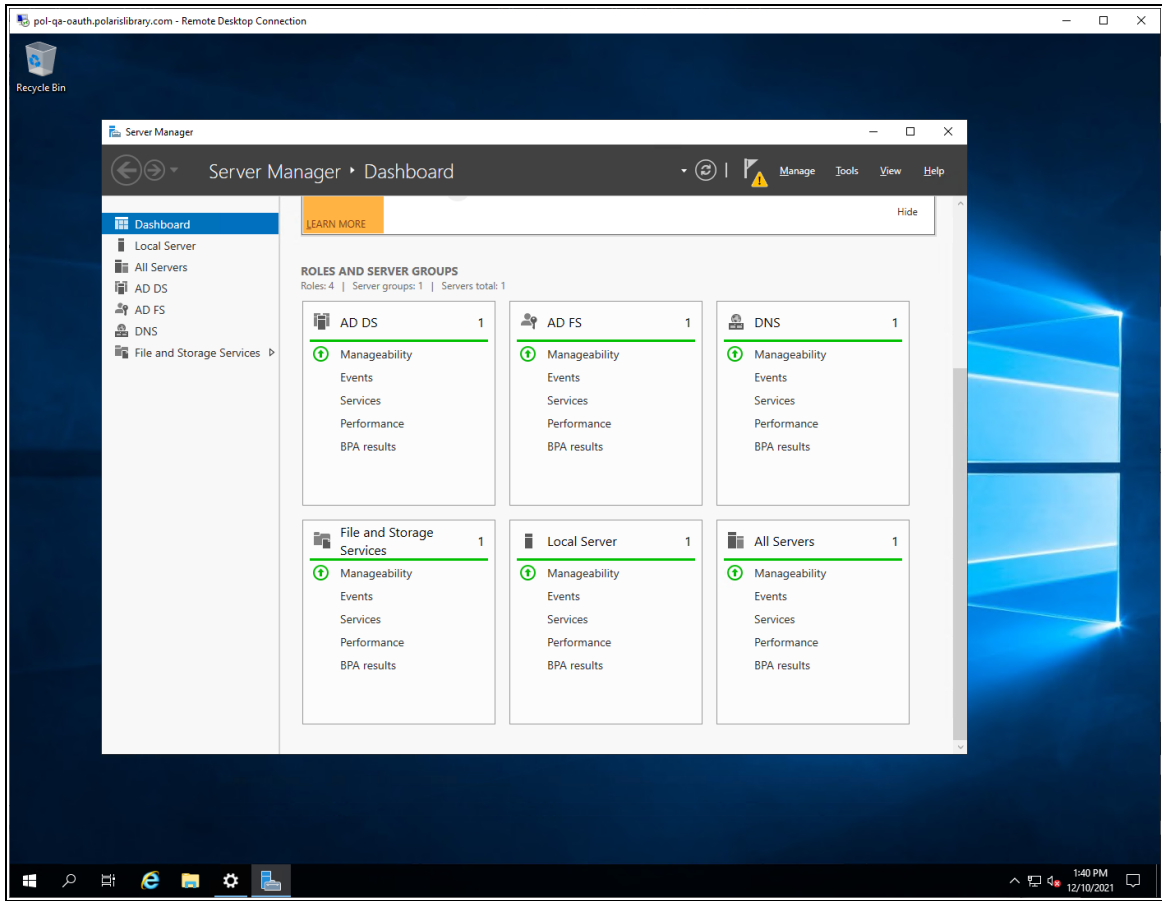 pol-qa-oauth.polarislibrary.com - Remote Desktop Connection
Recycle Bin
Server Manager
Server Manager ‣ Dashboard
Manage Tools View Help
LEARN MORE
Hide
Dashboard
Local Server
All Servers
AD DS
AD FS
DNS
File and Storage Services
ROLES AND SERVER GROUPS
Roles: 4 | Server groups: 1 | Servers total: 1
AD DS 1
Manageability
Events
Services
Performance
BPA results
AD FS 1
Manageability
Events
Services
Performance
BPA results
DNS 1
Manageability
Events
Services
Performance
BPA results
File and Storage
Services 1
Manageability
Events
Services
Performance
BPA results
Local Server 1
Manageability
Events
Services
Performance
BPA results
All Servers 1
Manageability
Events
Services
Performance
BPA results
1:40 PM
12/10/2021